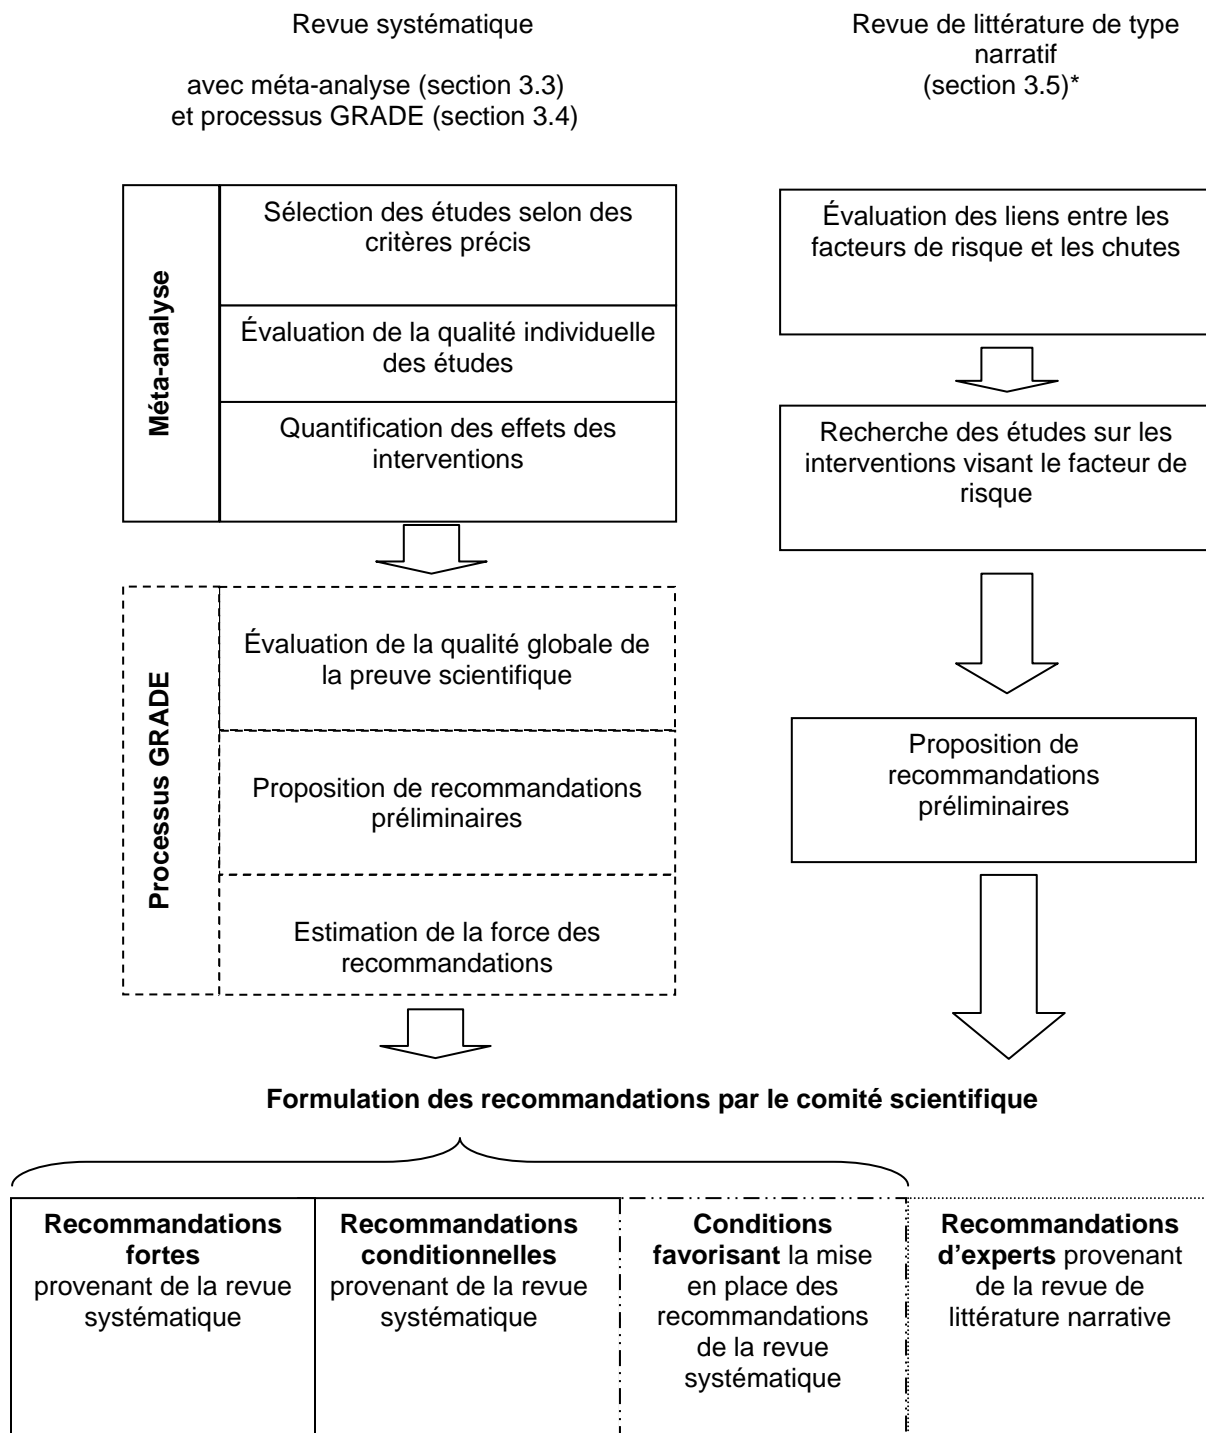 Revue systématique
avec méta-analyse (section 3.3)
et processus GRADE (section 3.4)
Revue de littérature de type
narratif
(section 3.5)*
Méta-analyse
Sélection des études selon des
critères précis
Évaluation de la qualité individuelle
des études
Quantification des effets des
interventions
Évaluation des liens entre les
facteurs de risque et les chutes
Recherche des études sur les
interventions visant le facteur de
risque
Processus GRADE
Évaluation de la qualité globale de
la preuve scientifique
Proposition de recommandations
préliminaires
Estimation de la force des
recommandations
Proposition de
recommandations
préliminaires
Formulation des recommandations par le comité scientifique
Recommandations
fortes
provenant de la revue
systématique
Recommandations
conditionnelles
provenant de la revue
systématique
Conditions
favorisant la mise
en place des
recommandations
de la revue
systématique
Recommandations
d'experts provenant
de la revue de
littérature narrative